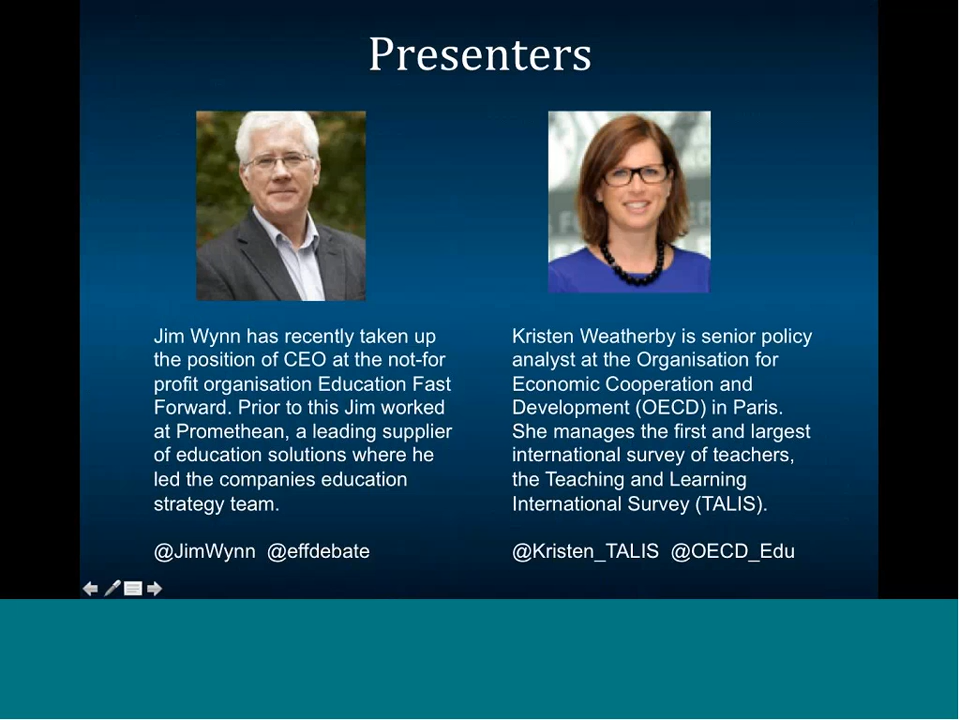 Presenters
Jim Wynn has recently taken up
the position of CEO at the not-for
profit organisation Education Fast
Forward. Prior to this Jim worked
at Promethean, a leading supplier
of education solutions where he
led the companies education
strategy team.
@JimWynn @effdebate
Kristen Weatherby is senior policy
analyst at the Organisation for
Economic Cooperation and
Development (OECD) in Paris.
She manages the first and largest
international survey of teachers,
the Teaching and Learning
International Survey (TALIS).
@Kristen_TALIS @OECD_Edu